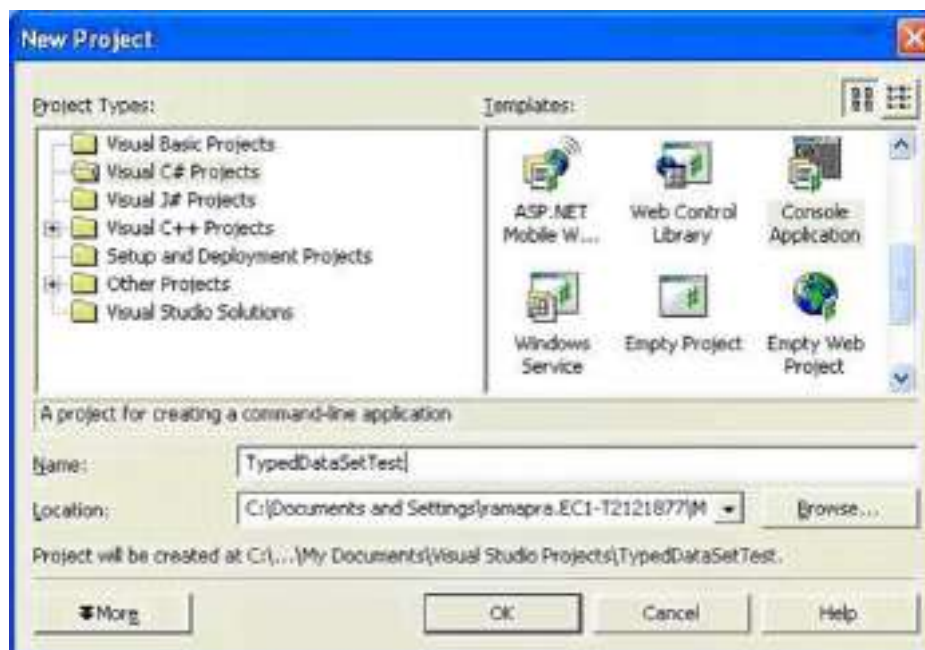 New Project
Project Types:
Templates:
Visual Basic Projects
Visual C# Projects
Visual J# Projects
Visual C++ Projects
Setup and Deployment Projects
Other Projects
Visual Studio Solutions
ASP.NET Mobile W...
Web Control Library
Console Application
Windows Service
Empty Project
Empty Web Project
A project for creating a command-line application
Name:
TypedDataSetTest
Location:
C:\Documents and Settings\ramapra.EC1-T2121877\M
Browse...
Project will be created at C:\...\My Documents\Visual Studio Projects\TypedDataSetTest.
More
OK
Cancel
Help